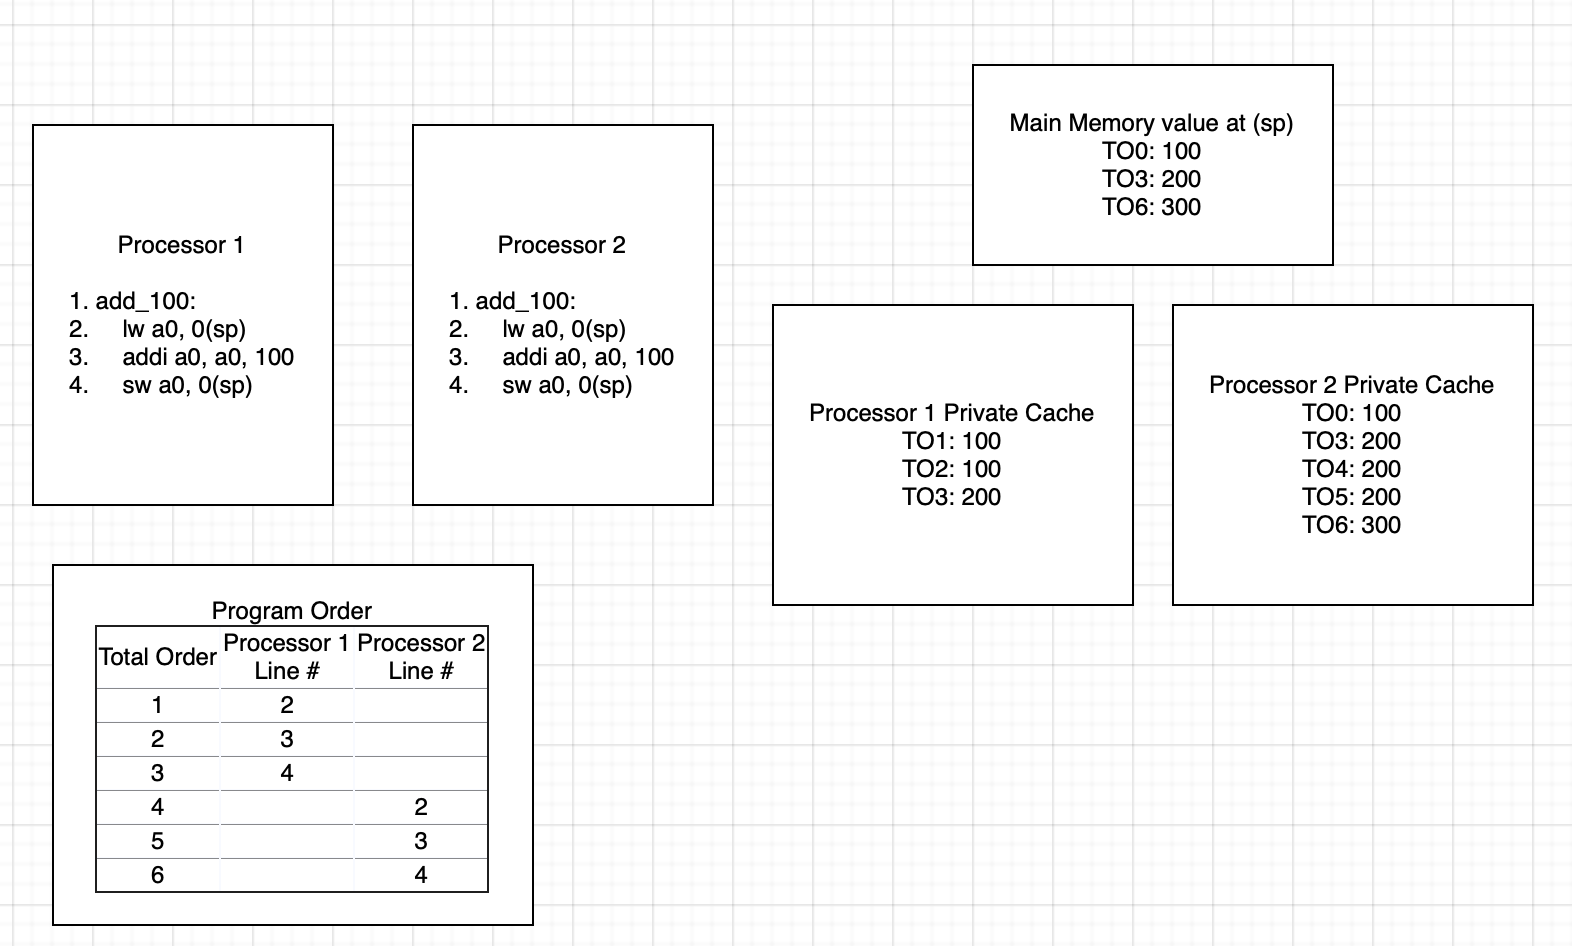 Processor 1
1. add_100:
2. lw a0, 0(sp)
3. addi a0, a0, 100
4. sw a0, 0(sp)
Processor 2
1. add_100:
2. lw a0, 0(sp)
3. addi a0, a0, 100
4. sw a0, 0(sp)
Main Memory value at (sp)
TO0: 100
TO3: 200
TO6: 300
Processor 1 Private Cache
TO1: 100
TO2: 100
TO3: 200
Processor 2 Private Cache
TO0: 100
TO3: 200
TO4: 200
TO5: 200
TO6: 300
Program Order
Total Order Processor 1 Line # Processor 2 Line #
1 2
2 3
3 4
4 2
5 3
6 4